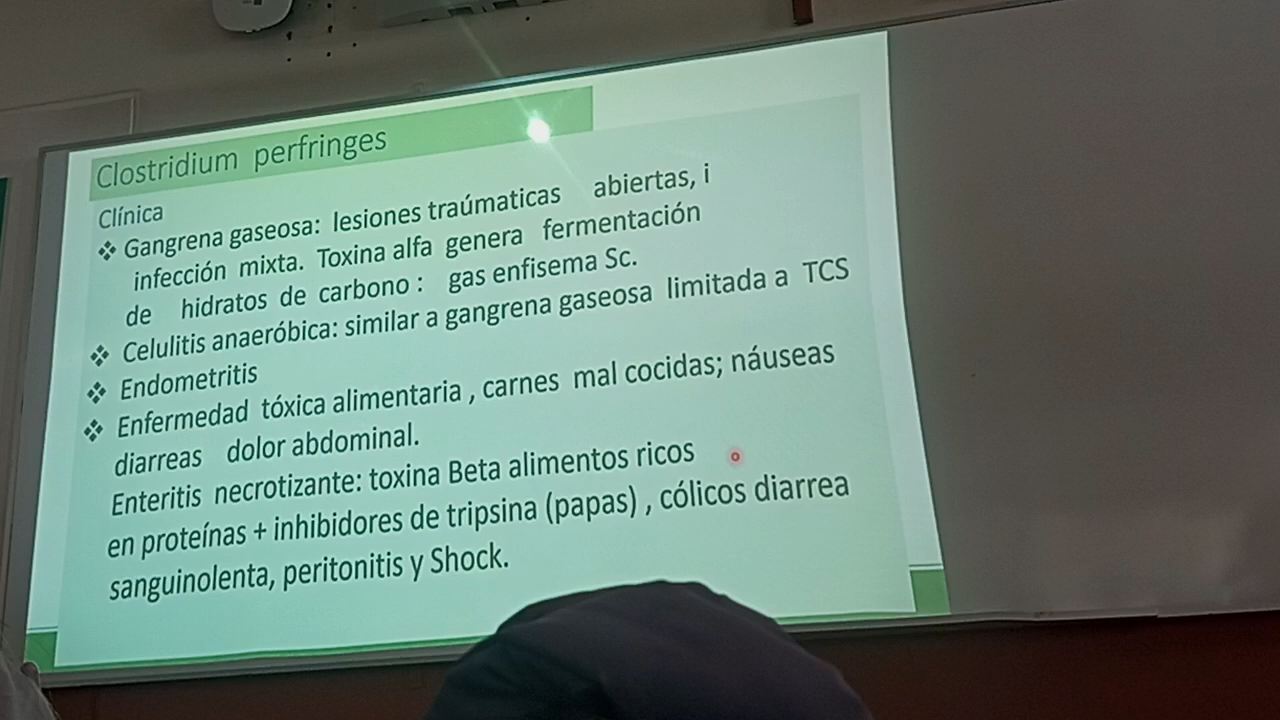 Clostridium perfringes
Clínica
❖ Gangrena gaseosa: lesiones traúmaticas abiertas, i
infección mixta. Toxina alfa genera fermentación
de hidratos de carbono : gas enfisema Sc.
❖ Celulitis anaeróbica: similar a gangrena gaseosa limitada a TCS
❖ Endometritis
❖ Enfermedad tóxica alimentaria , carnes mal cocidas; náuseas
diarreas dolor abdominal.
Enteritis necrotizante: toxina Beta alimentos ricos
en proteínas + inhibidores de tripsina (papas) , cólicos diarrea
sanguinolenta, peritonitis y Shock.